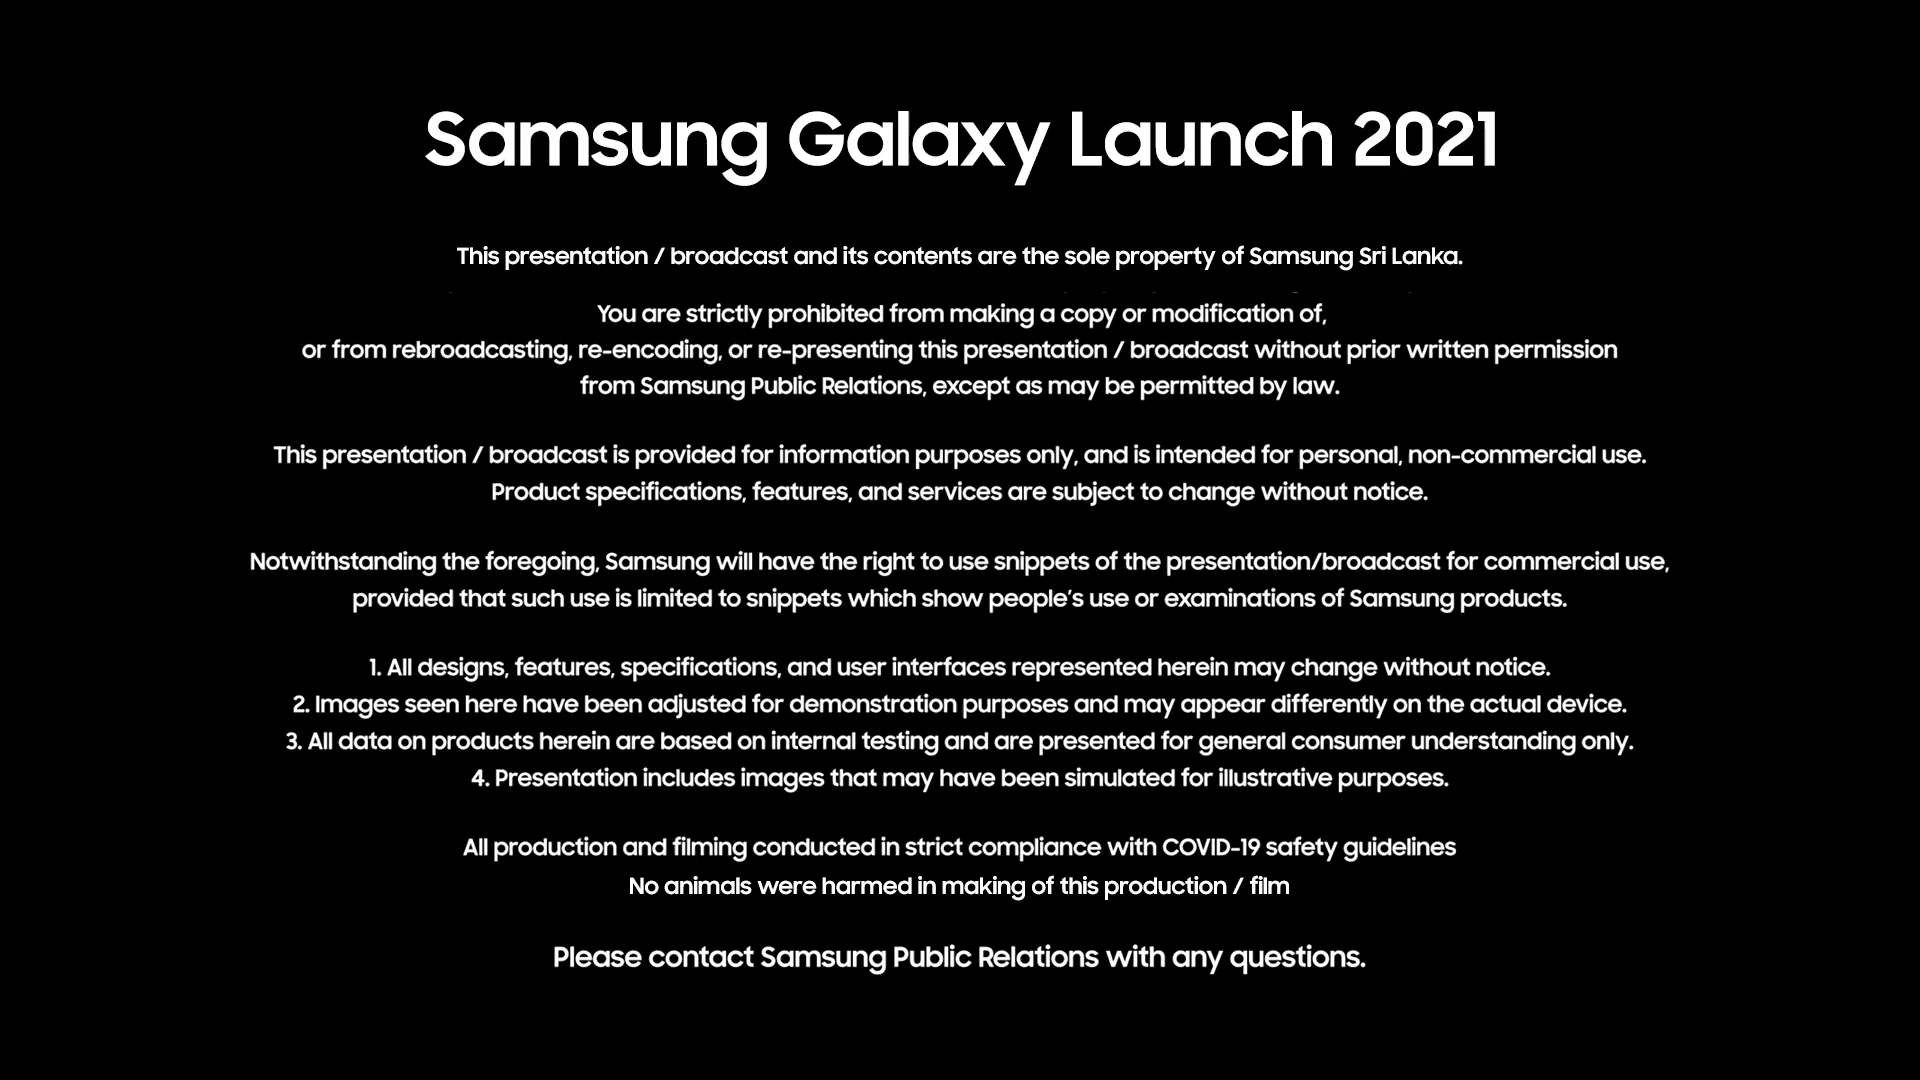 Samsung Galaxy Launch 2021
This presentation / broadcast and its contents are the sole property of Samsung Sri Lanka.
You are strictly prohibited from making a copy or modification of,
or from rebroadcasting, re-encoding, or re-presenting this presentation / broadcast without prior written permission
from Samsung Public Relations, except as may be permitted by law.
This presentation / broadcast is provided for information purposes only, and is intended for personal, non-commercial use.
Product specifications, features, and services are subject to change without notice.
Notwithstanding the foregoing, Samsung will have the right to use snippets of the presentation/broadcast for commercial use,
provided that such use is limited to snippets which show people's use or examinations of Samsung products.
1. All designs, features, specifications, and user interfaces represented herein may change without notice.
2. Images seen here have been adjusted for demonstration purposes and may appear differently on the actual device.
3. All data on products herein are based on internal testing and are presented for general consumer understanding only.
4. Presentation includes images that may have been simulated for illustrative purposes.
All production and filming conducted in strict compliance with COVID-19 safety guidelines
No animals were harmed in making of this production / film
Please contact Samsung Public Relations with any questions.